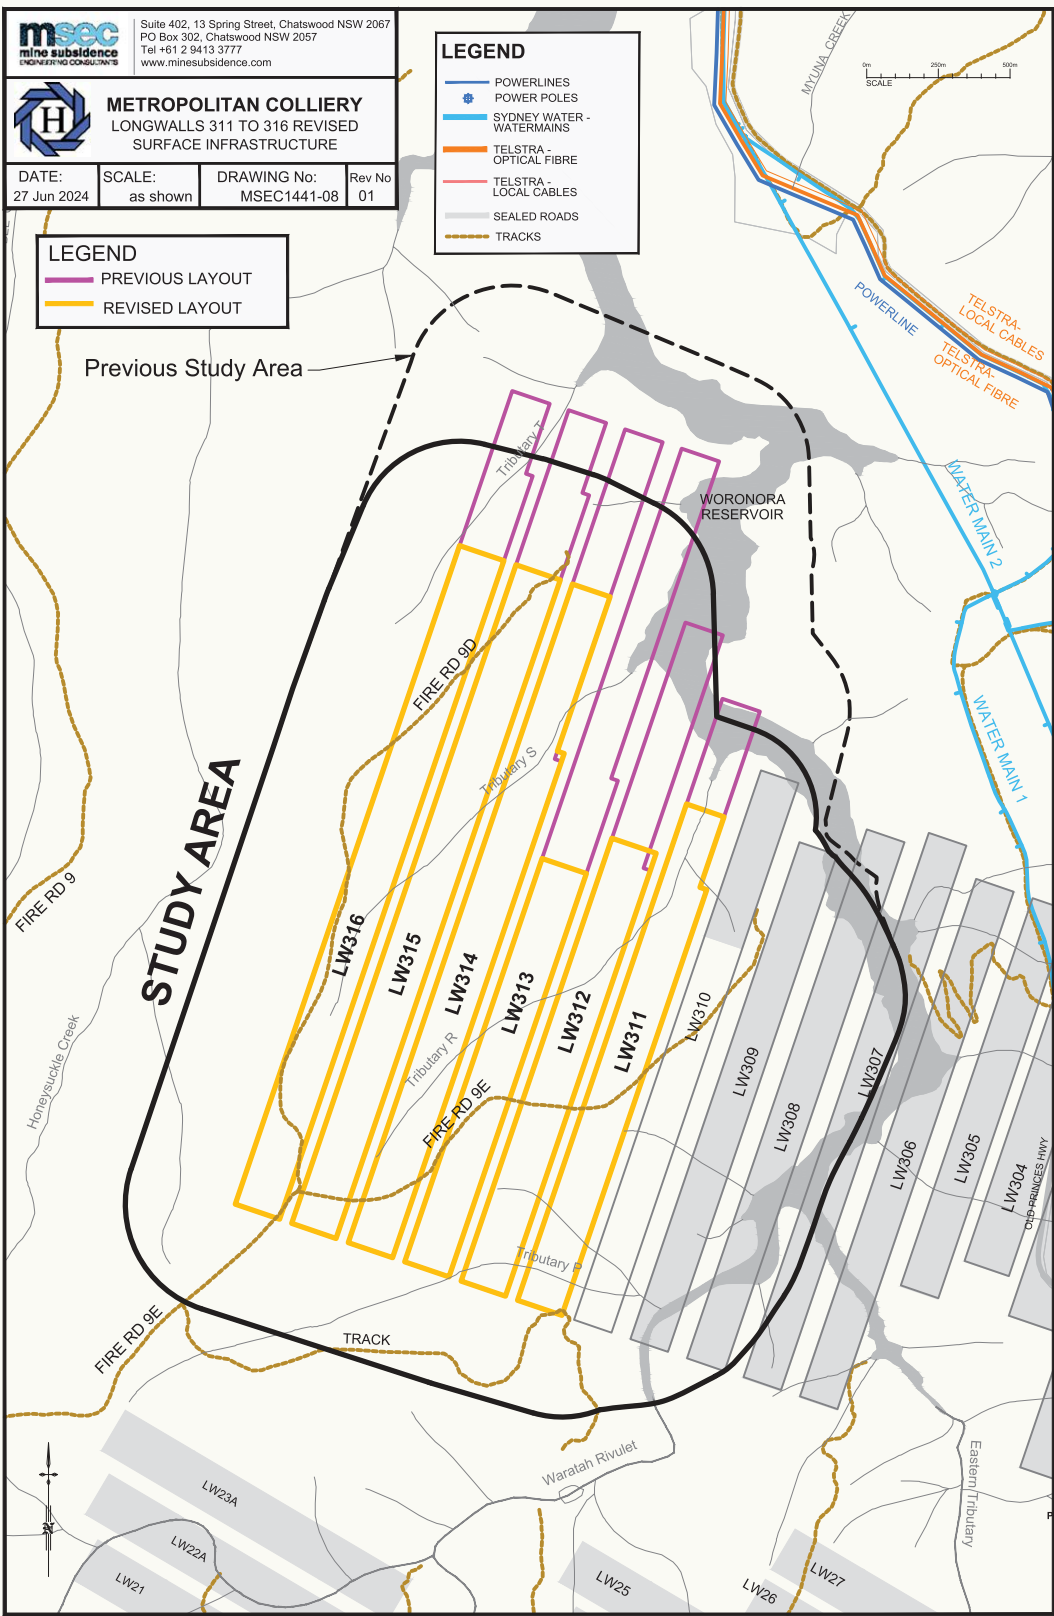 msec
mine subsidence
ENGINEERING CONSULTANTS
Suite 402, 13 Spring Street, Chatswood NSW 2067
PO Box 302, Chatswood NSW 2057
Tel +61 2 9413 3777
www.minesubsidence.com
H
METROPOLITAN COLLIERY
LONGWALLS 311 TO 316 REVISED
SURFACE INFRASTRUCTURE
DATE:
27 Jun 2024
SCALE:
as shown
DRAWING No:
MSEC1441-08
Rev No
01
LEGEND
POWERLINES
POWER POLES
SYDNEY WATER -
WATERMAINS
TELSTRA -
OPTICAL FIBRE
TELSTRA -
LOCAL CABLES
SEALED ROADS
TRACKS
0m 250m 500m
SCALE
MYUNA CREEK
LEGEND
PREVIOUS LAYOUT
REVISED LAYOUT
Previous Study Area
POWERLINE
TELSTRA-
LOCAL CABLES
TELSTRA-
OPTICAL FIBRE
Tributary T
WORONORA
RESERVOIR
WATER MAIN 2
FIRE RD 9D
WATER MAIN 1
Tributary S
STUDY AREA
FIRE RD 9
LW316
LW315
LW314
LW313
LW312
LW311
LW310
LW309
LW308
LW307
LW306
LW305
LW304
OLD PRINCES HWY
Honeysuckle Creek
Tributary R
FIRE RD 9E
Tributary P
FIRE RD 9E
TRACK
Waratah Rivulet
Eastern Tributary
LW23A
LW22A
LW21
LW25
LW26
LW27
P